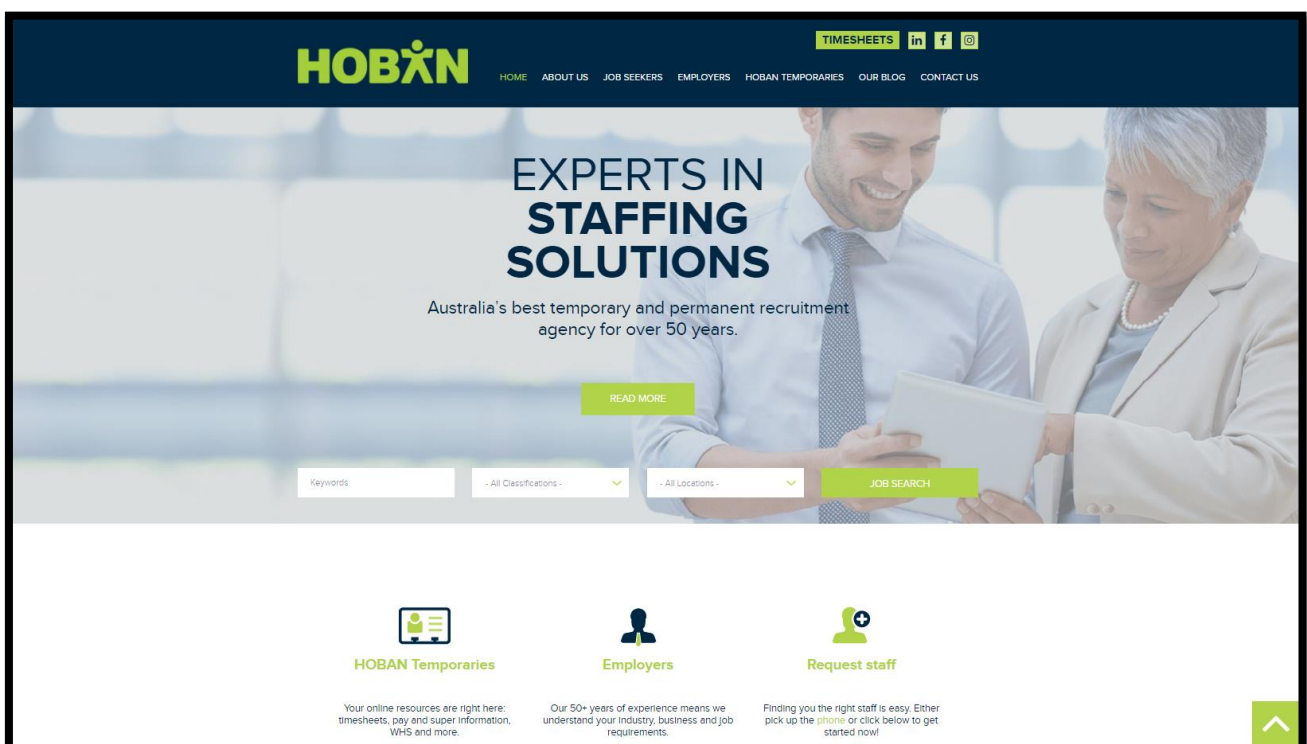 TIMESHEETS in f
HOBAN
HOME ABOUT US JOB SEEKERS EMPLOYERS HOBAN TEMPORARIES OUR BLOG CONTACT US
EXPERTS IN
STAFFING
SOLUTIONS
Australia's best temporary and permanent recruitment
agency for over 50 years.
READ MORE
Keywords
- All Classifications -
- All Locations -
JOB SEARCH
HOBAN Temporaries
Your online resources are right here:
timesheets, pay and super information,
WHS and more.
Employers
Our 50+ years of experience means we
understand your industry, business and job
requirements.
Request staff
Finding you the right staff is easy. Either
pick up the phone or click below to get
started now!